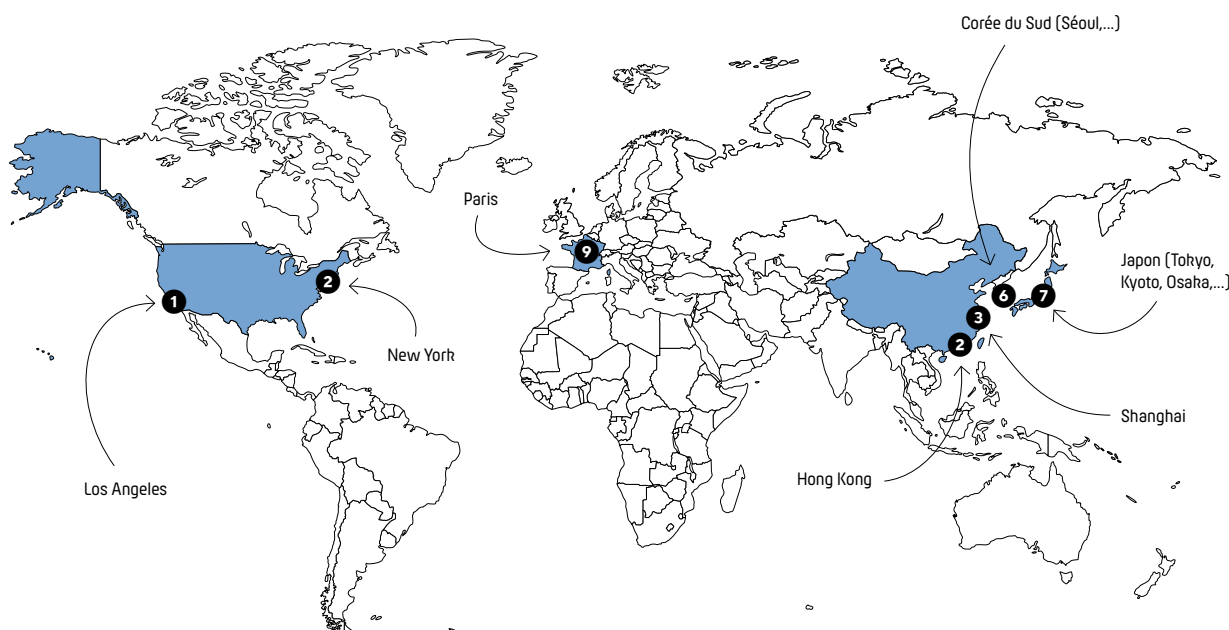 Corée du Sud (Séoul,...)
Paris
9
Japon (Tokyo,
Kyoto, Osaka,...)
2
1
6
7
3
2
New York
Shanghai
Hong Kong
Los Angeles